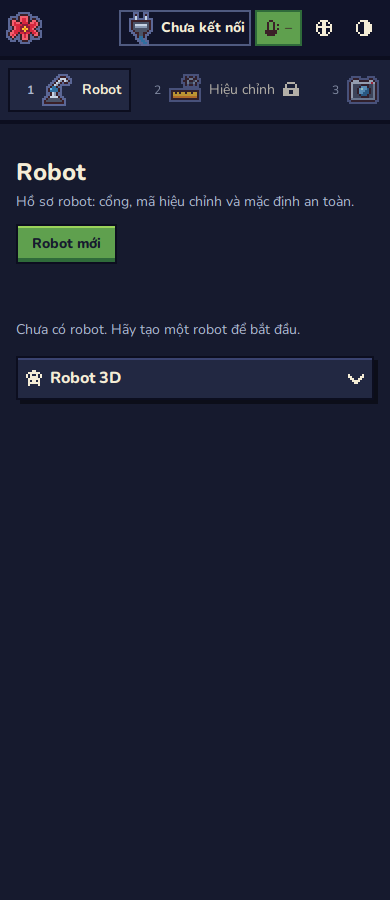 Chưa kết nối
–
1 Robot
2 Hiệu chỉnh
3
Robot
Hồ sơ robot: cổng, mã hiệu chỉnh và mặc định an toàn.
Robot mới
Chưa có robot. Hãy tạo một robot để bắt đầu.
Robot 3D